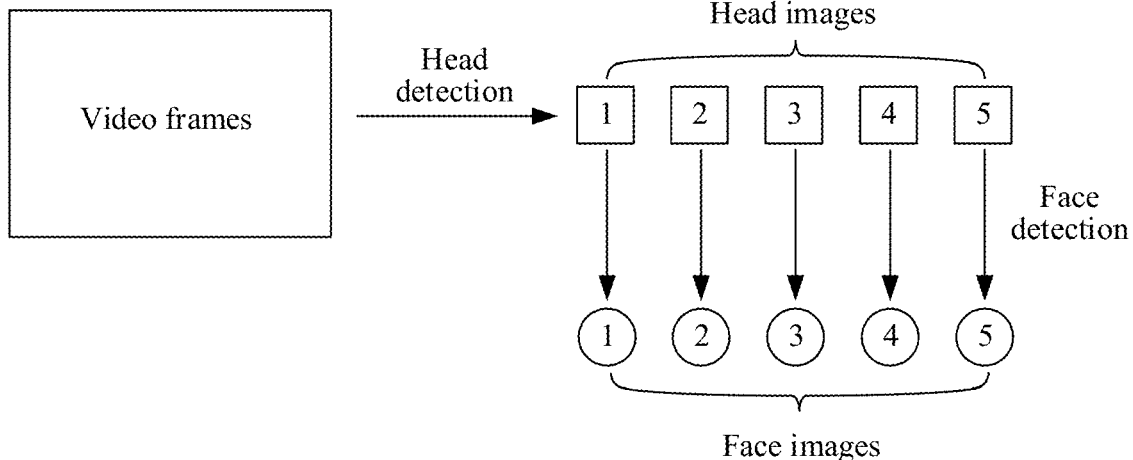 Head images
Video frames
Head
detection
1 2 3 4 5
Face
detection
1 2 3 4 5
Face images